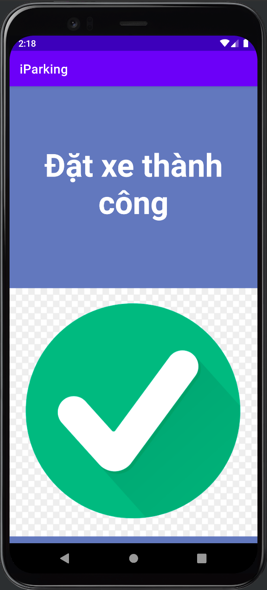 2:18
iParking
Đặt xe thành
công